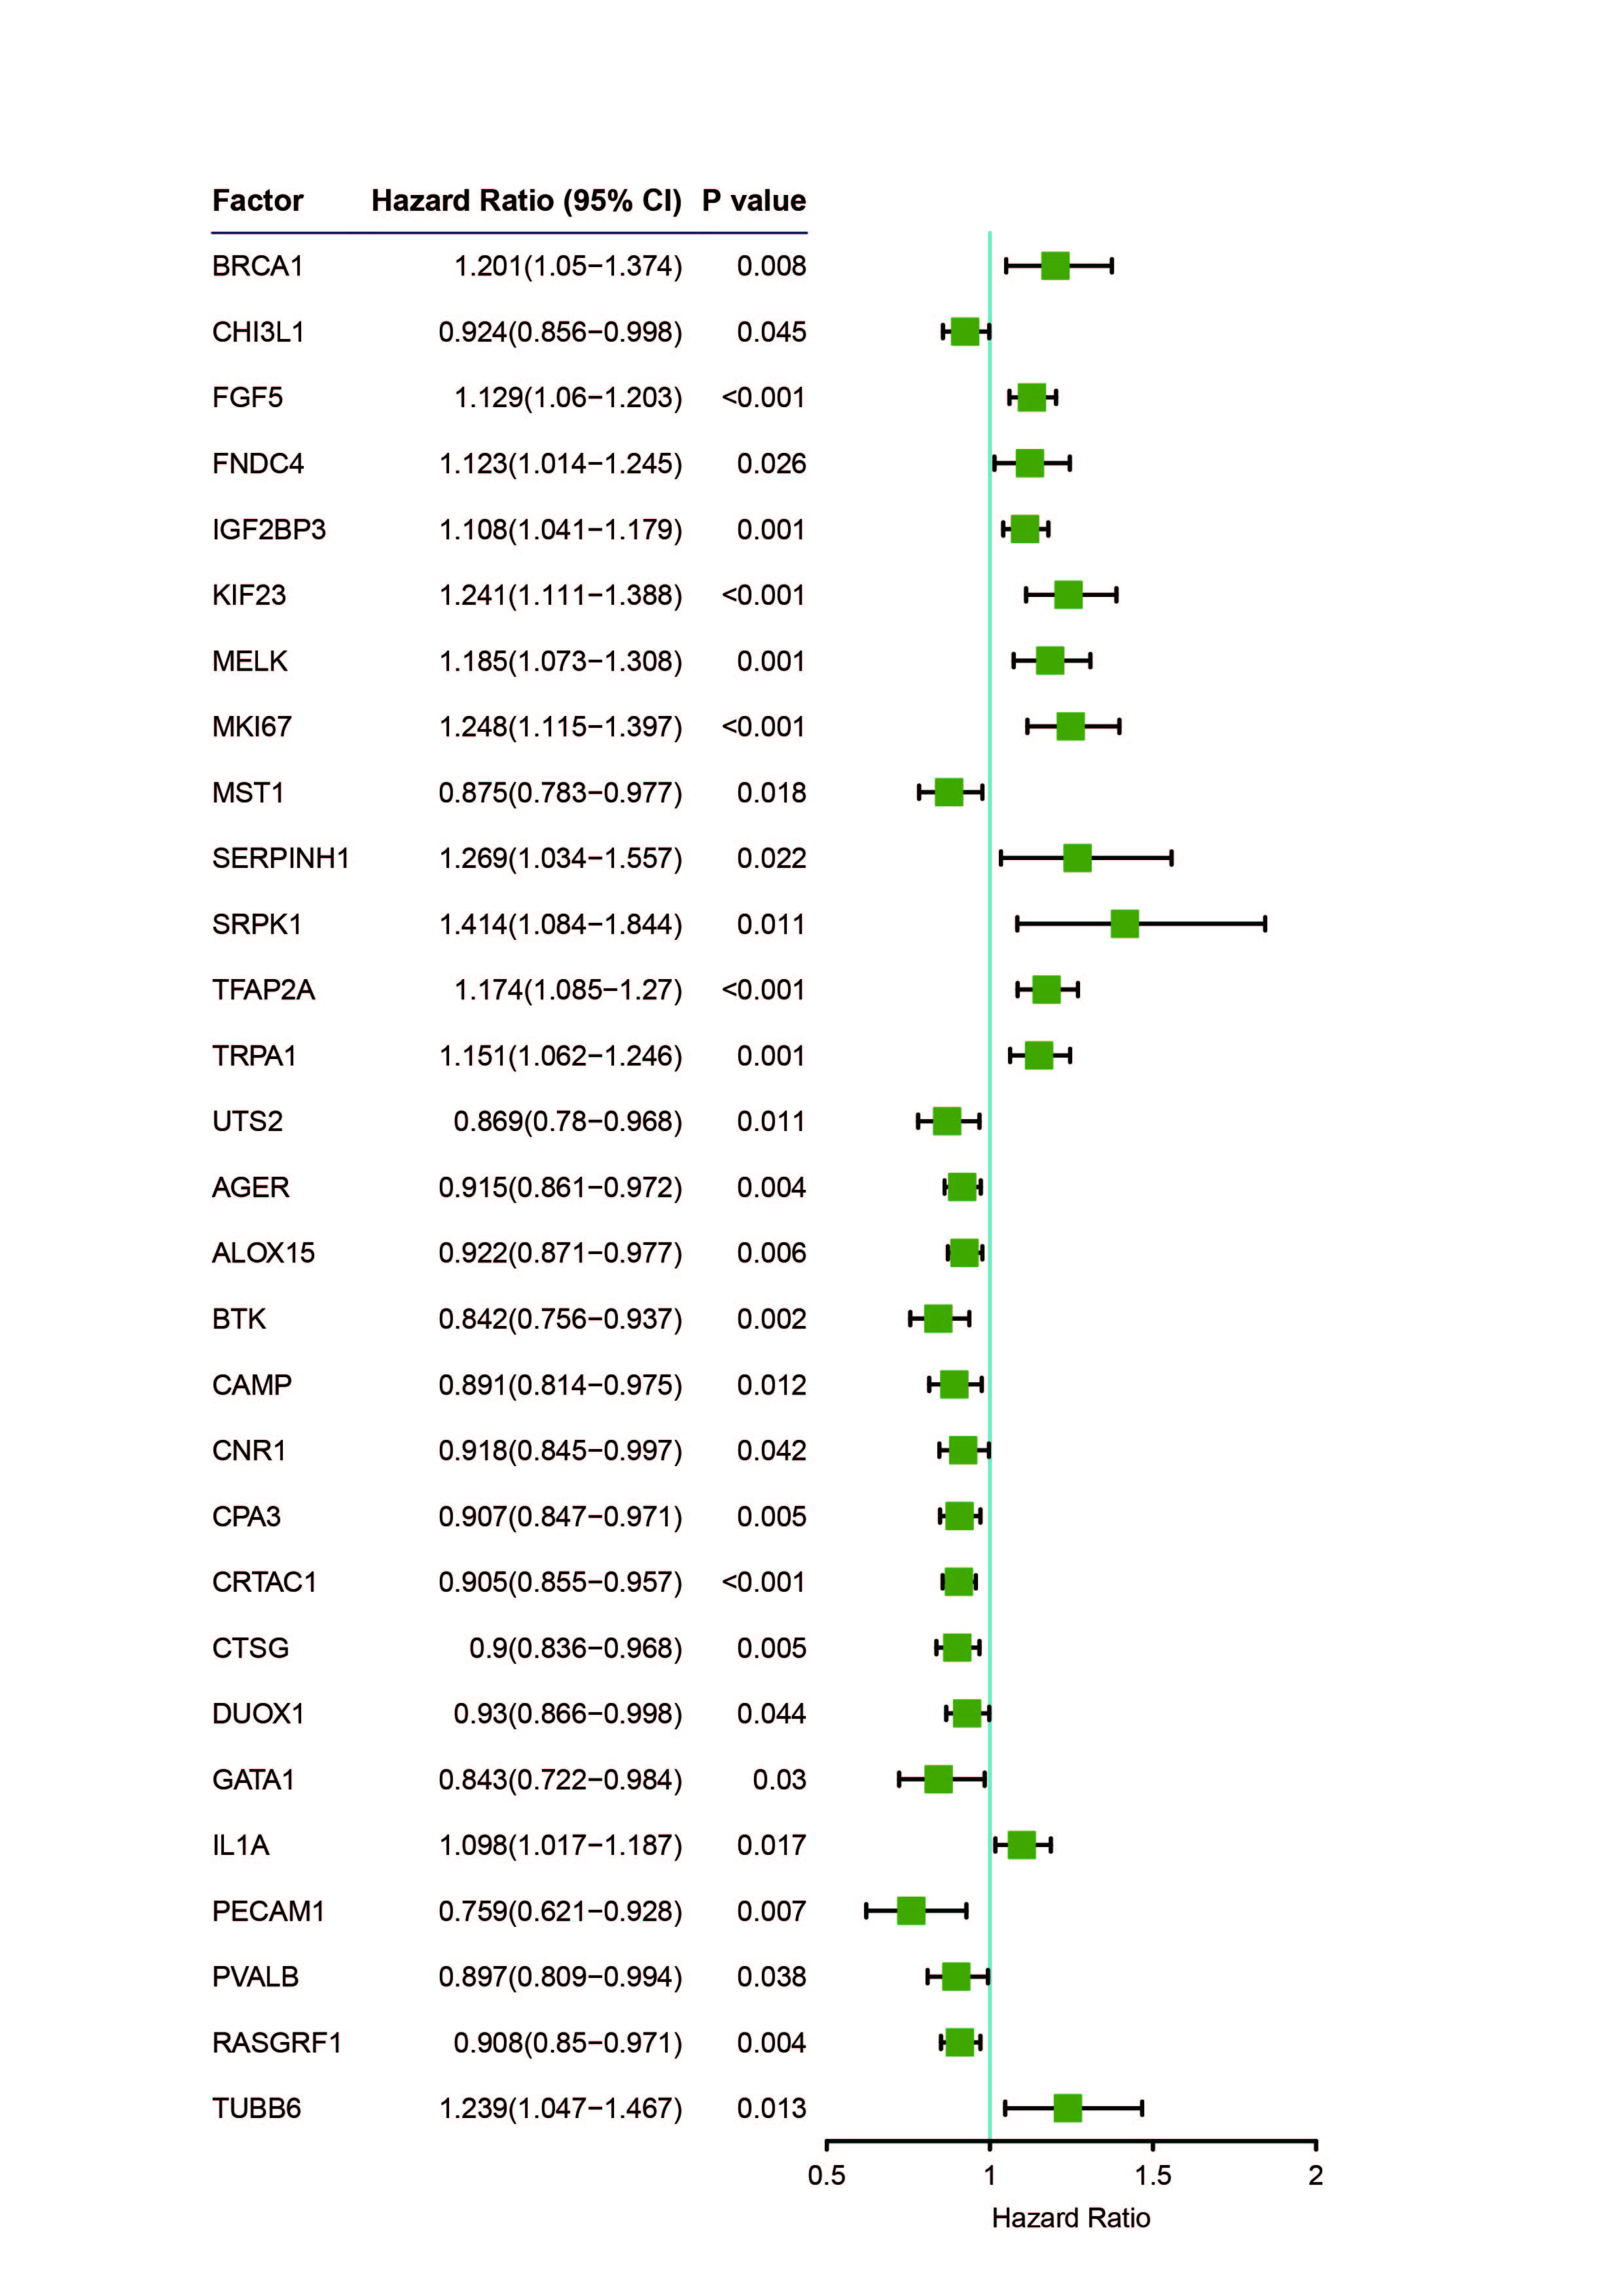 Factor Hazard Ratio (95% CI) P value
BRCA1 1.201(1.05−1.374) 0.008
CHI3L1 0.924(0.856−0.998) 0.045
FGF5 1.129(1.06−1.203) <0.001
FNDC4 1.123(1.014−1.245) 0.026
IGF2BP3 1.108(1.041−1.179) 0.001
KIF23 1.241(1.111−1.388) <0.001
MELK 1.185(1.073−1.308) 0.001
MKI67 1.248(1.115−1.397) <0.001
MST1 0.875(0.783−0.977) 0.018
SERPINH1 1.269(1.034−1.557) 0.022
SRPK1 1.414(1.084−1.844) 0.011
TFAP2A 1.174(1.085−1.27) <0.001
TRPA1 1.151(1.062−1.246) 0.001
UTS2 0.869(0.78−0.968) 0.011
AGER 0.915(0.861−0.972) 0.004
ALOX15 0.922(0.871−0.977) 0.006
BTK 0.842(0.756−0.937) 0.002
CAMP 0.891(0.814−0.975) 0.012
CNR1 0.918(0.845−0.997) 0.042
CPA3 0.907(0.847−0.971) 0.005
CRTAC1 0.905(0.855−0.957) <0.001
CTSG 0.9(0.836−0.968) 0.005
DUOX1 0.93(0.866−0.998) 0.044
GATA1 0.843(0.722−0.984) 0.03
IL1A 1.098(1.017−1.187) 0.017
PECAM1 0.759(0.621−0.928) 0.007
PVALB 0.897(0.809−0.994) 0.038
RASGRF1 0.908(0.85−0.971) 0.004
TUBB6 1.239(1.047−1.467) 0.013
0.5 1 1.5 2
Hazard Ratio